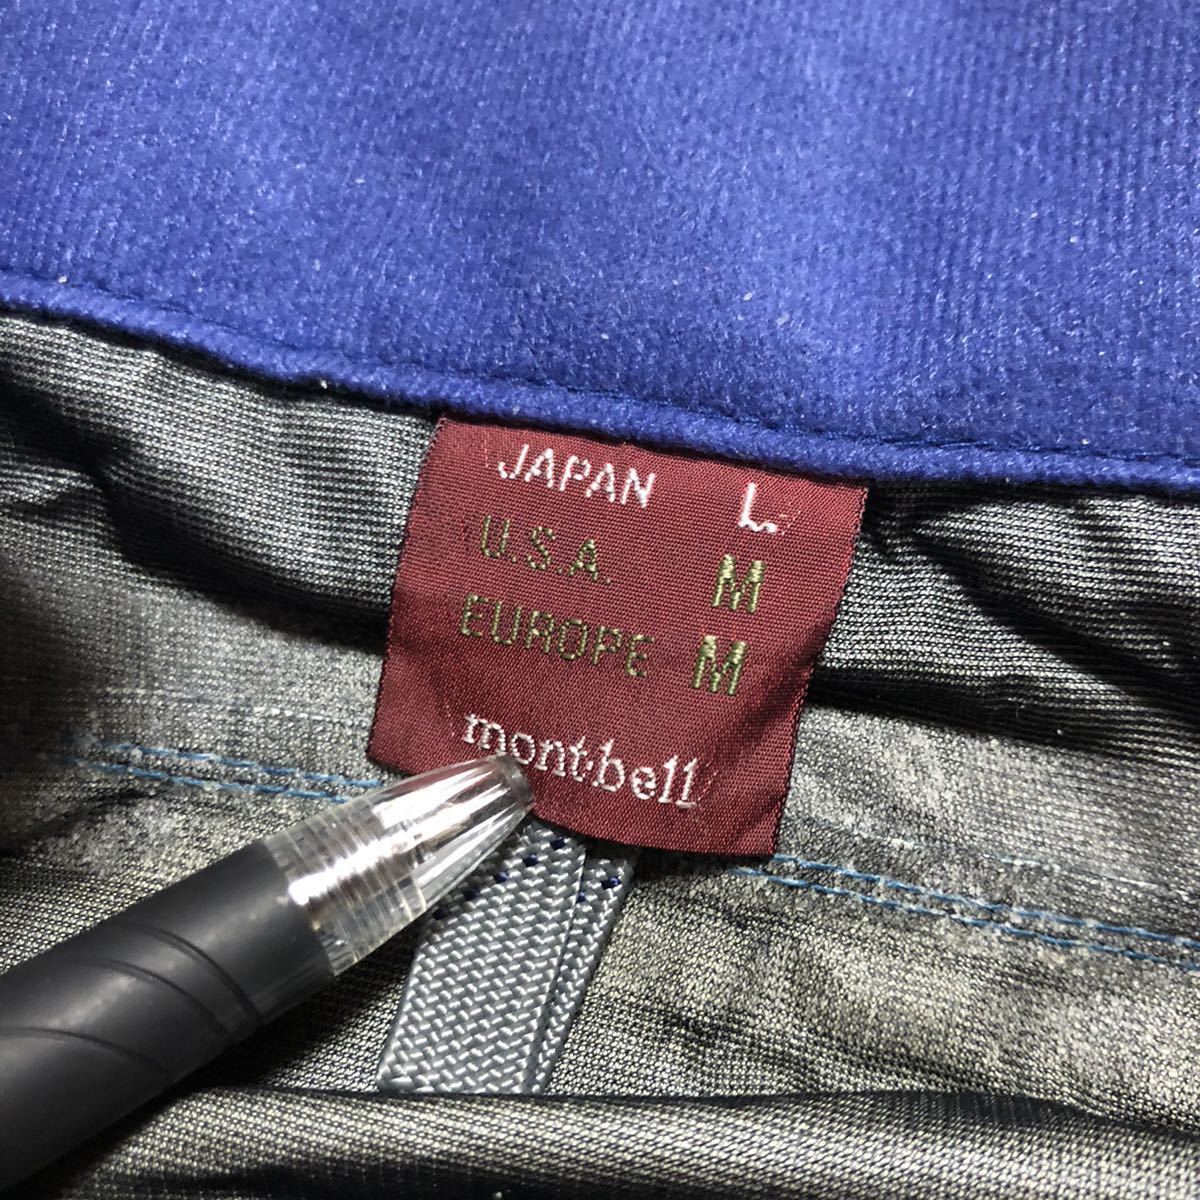 JAPAN L
U.S.A. M
EUROPE M
mont-bell